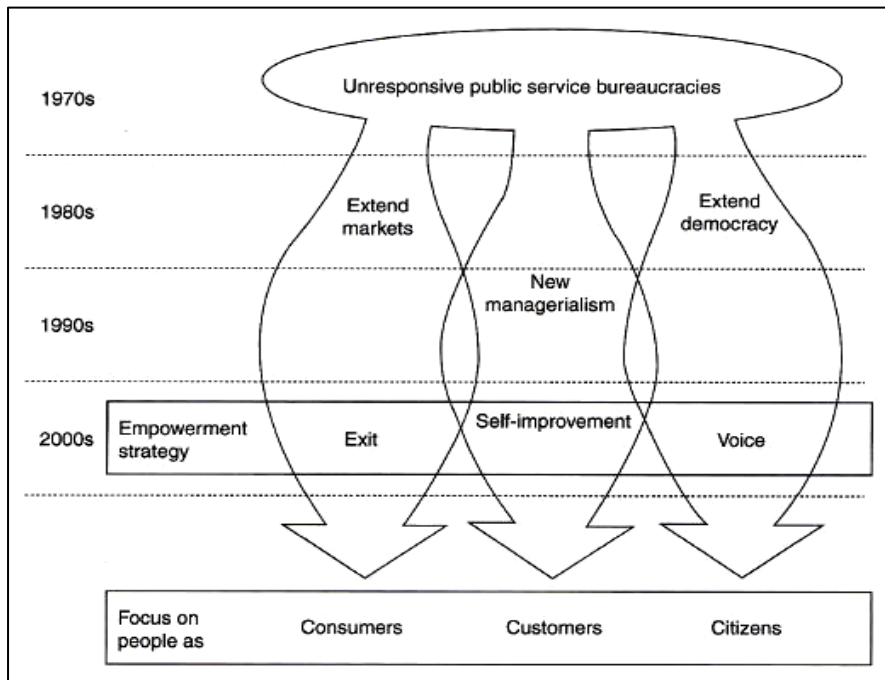 Unresponsive public service bureaucracies
1970s
Extend
markets
Extend
democracy
1980s
New
managerialism
1990s
Empowerment
strategy
Exit
Self-improvement
Voice
2000s
Focus on
people as
Consumers
Customers
Citizens